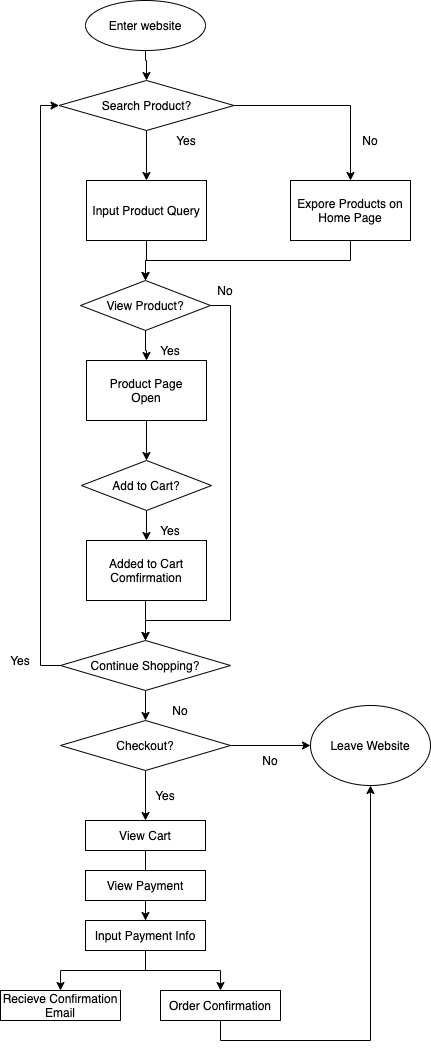 Enter website
Search Product?
Yes
No
Input Product Query
Expore Products on
Home Page
No
View Product?
Yes
Product Page
Open
Add to Cart?
Yes
Added to Cart
Comfirmation
Yes
Continue Shopping?
No
Checkout?
Leave Website
No
Yes
View Cart
View Payment
Input Payment Info
Recieve Confirmation
Email
Order Confirmation